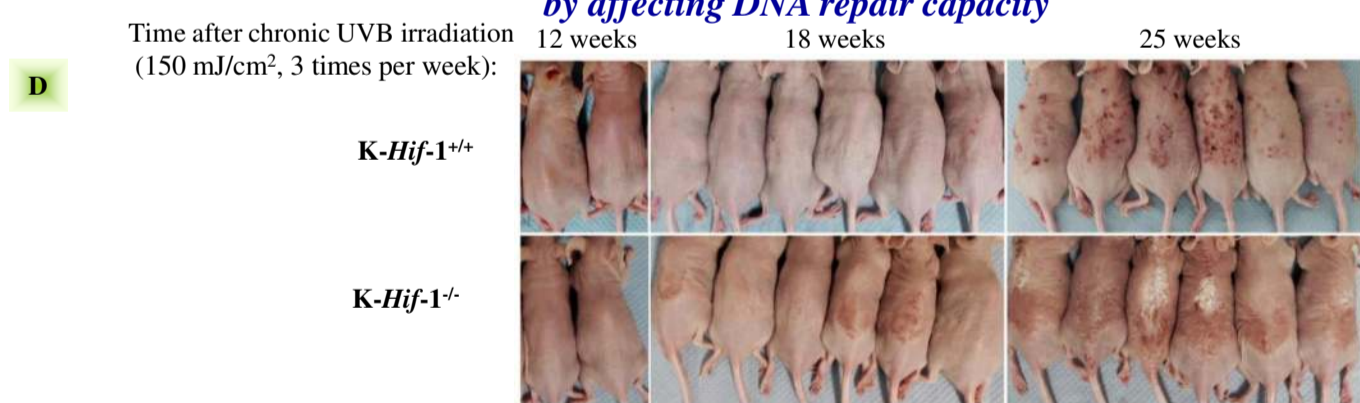 by affecting DNA repair capacity
Time after chronic UVB irradiation 12 weeks 18 weeks 25 weeks
(150 mJ/cm², 3 times per week):
D
K-Hif-1+/+
K-Hif-1-/-